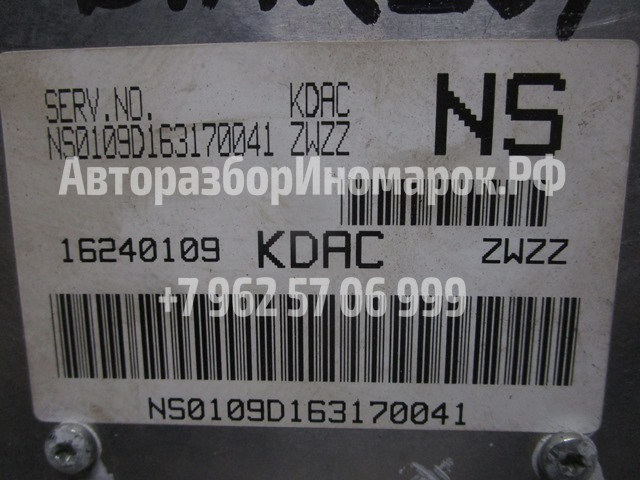 SERV.NO. KDAC NS
NS0109D163170041 ZWZZ
АвторазборИномарок.РФ
16240109 KDAC ZWZZ
+7 962 57 06 999
NS0109D163170041